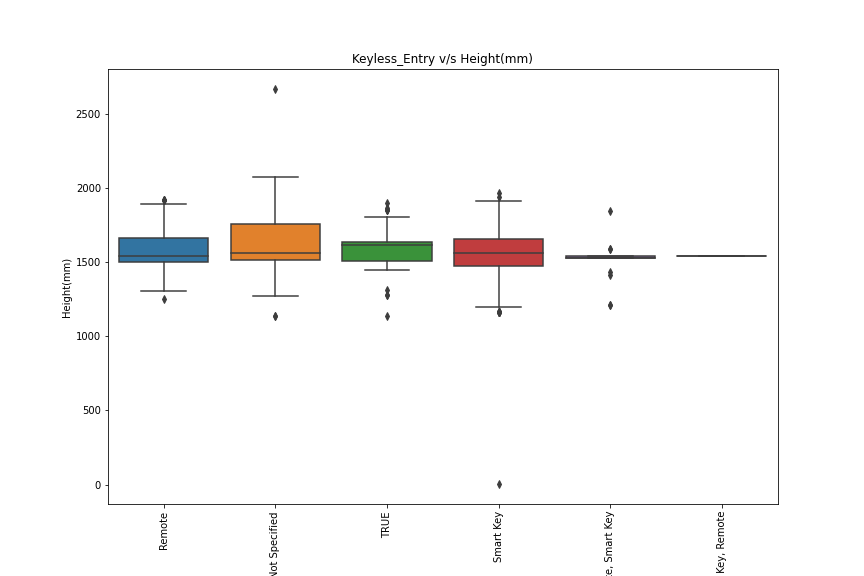 Keyless_Entry v/s Height(mm)
Height(mm)
2500
2000
1500
1000
500
0
Remote
Not Specified
TRUE
Smart Key
, Smart Key
Key, Remote